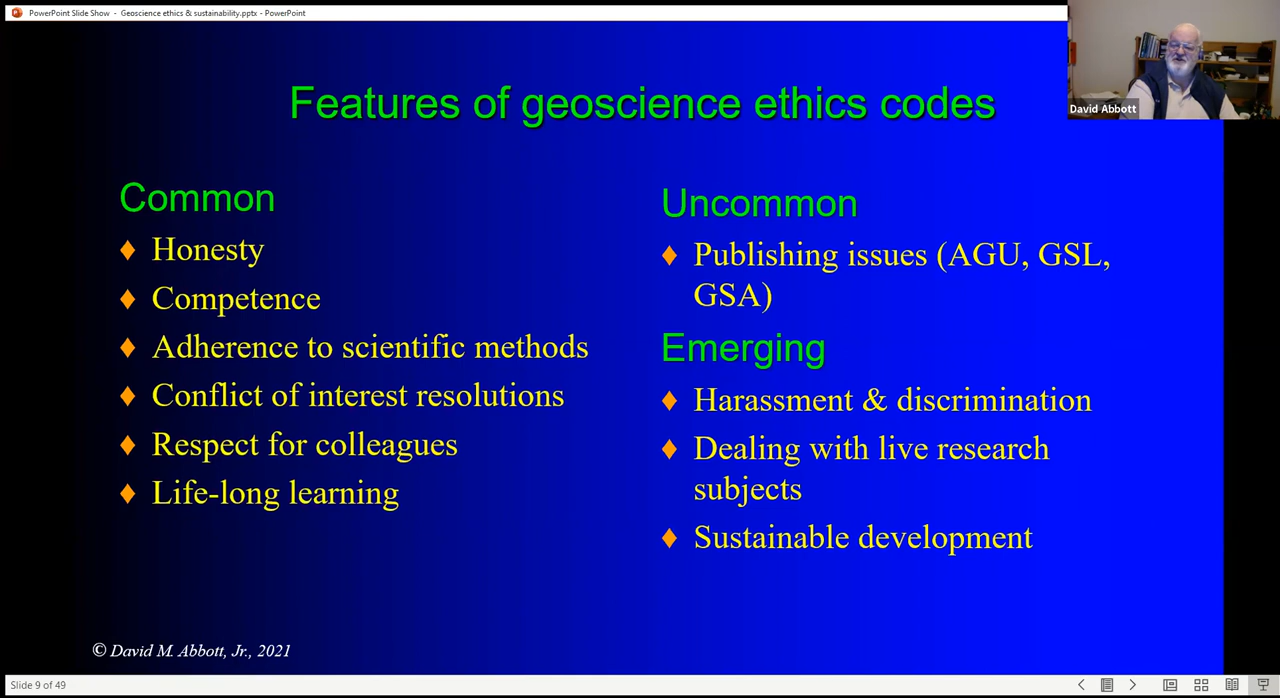 PowerPoint Slide Show - Geoscience ethics & sustainability.pptx - PowerPoint
David Abbott
Features of geoscience ethics codes
Common
Honesty
Competence
Adherence to scientific methods
Conflict of interest resolutions
Respect for colleagues
Life-long learning
Uncommon
Publishing issues (AGU, GSL,
GSA)
Emerging
Harassment & discrimination
Dealing with live research
subjects
Sustainable development
© David M. Abbott, Jr., 2021
Slide 9 of 49